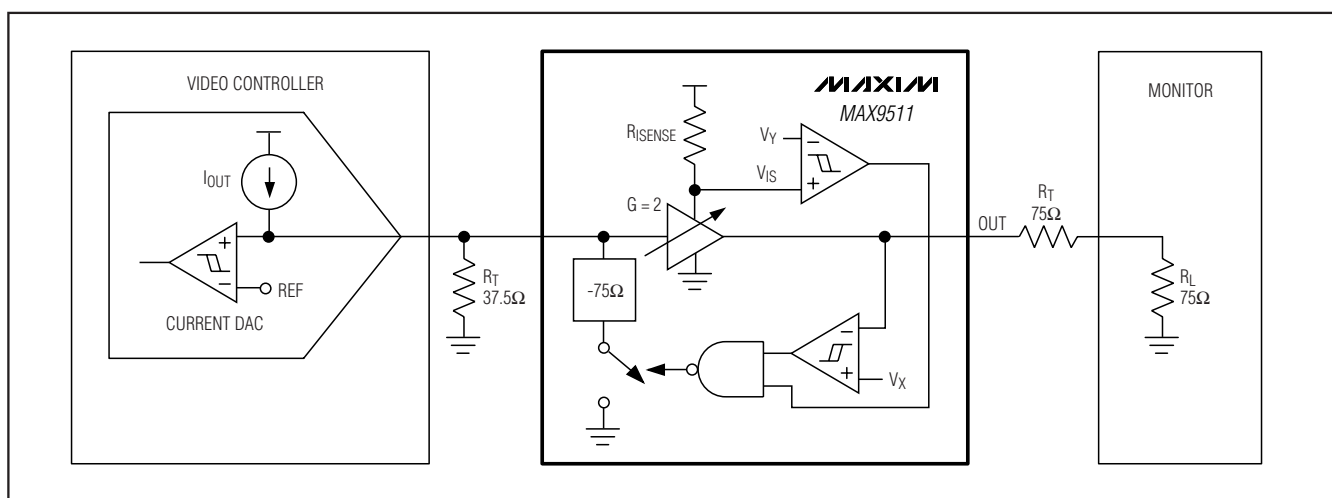 VIDEO CONTROLLER
IOUT
REF
CURRENT DAC
RT
37.5Ω
MAXIM
MAX9511
RISENSE
VY
−
VIS
+
G = 2
-75Ω
VX
OUT
RT
75Ω
MONITOR
RL
75Ω